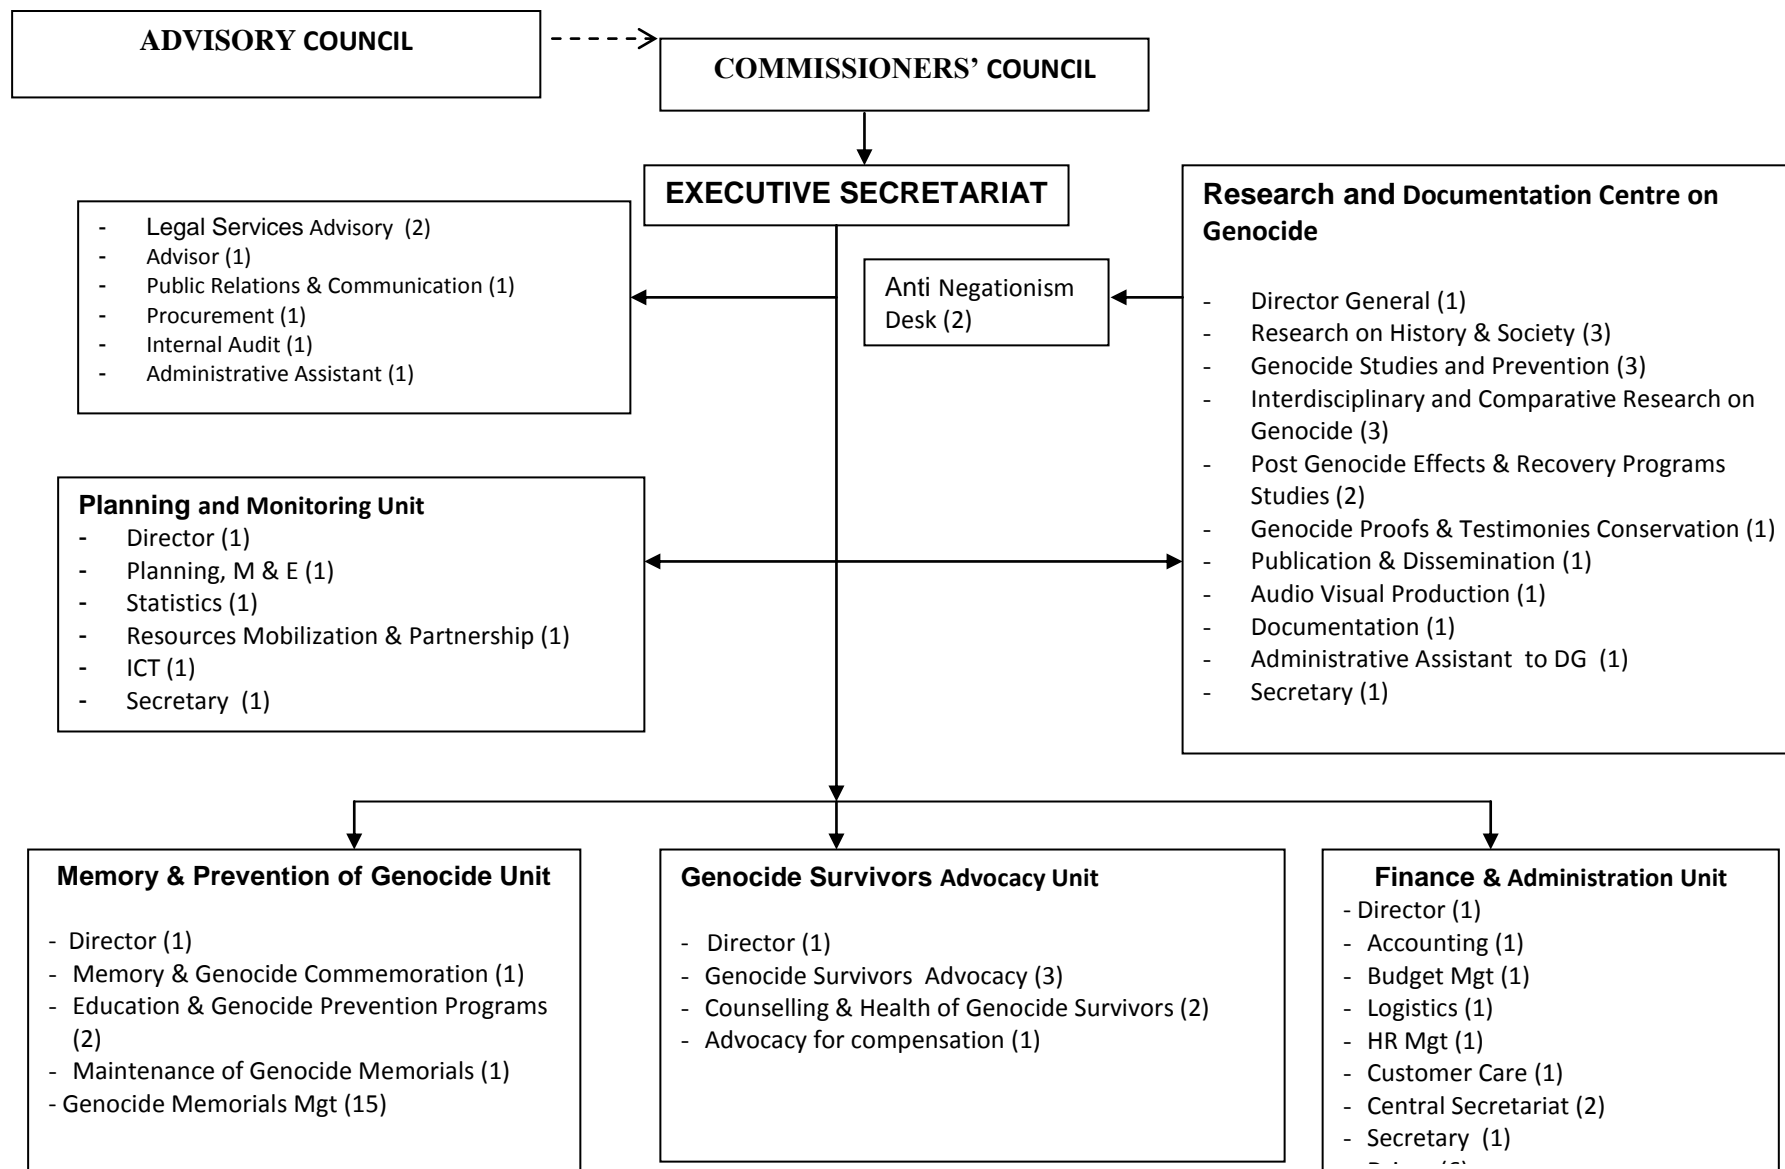 ADVISORY COUNCIL
COMMISSIONERS’ COUNCIL
EXECUTIVE SECRETARIAT
- Legal Services Advisory (2)
- Advisor (1)
- Public Relations & Communication (1)
- Procurement (1)
- Internal Audit (1)
- Administrative Assistant (1)
Anti Negationism
Desk (2)
Research and Documentation Centre on
Genocide
- Director General (1)
- Research on History & Society (3)
- Genocide Studies and Prevention (3)
- Interdisciplinary and Comparative Research on
Genocide (3)
- Post Genocide Effects & Recovery Programs
Studies (2)
- Genocide Proofs & Testimonies Conservation (1)
- Publication & Dissemination (1)
- Audio Visual Production (1)
- Documentation (1)
- Administrative Assistant to DG (1)
- Secretary (1)
Planning and Monitoring Unit
- Director (1)
- Planning, M & E (1)
- Statistics (1)
- Resources Mobilization & Partnership (1)
- ICT (1)
- Secretary (1)
Memory & Prevention of Genocide Unit
- Director (1)
- Memory & Genocide Commemoration (1)
- Education & Genocide Prevention Programs
(2)
- Maintenance of Genocide Memorials (1)
- Genocide Memorials Mgt (15)
Genocide Survivors Advocacy Unit
- Director (1)
- Genocide Survivors Advocacy (3)
- Counselling & Health of Genocide Survivors (2)
- Advocacy for compensation (1)
Finance & Administration Unit
- Director (1)
- Accounting (1)
- Budget Mgt (1)
- Logistics (1)
- HR Mgt (1)
- Customer Care (1)
- Central Secretariat (2)
- Secretary (1)